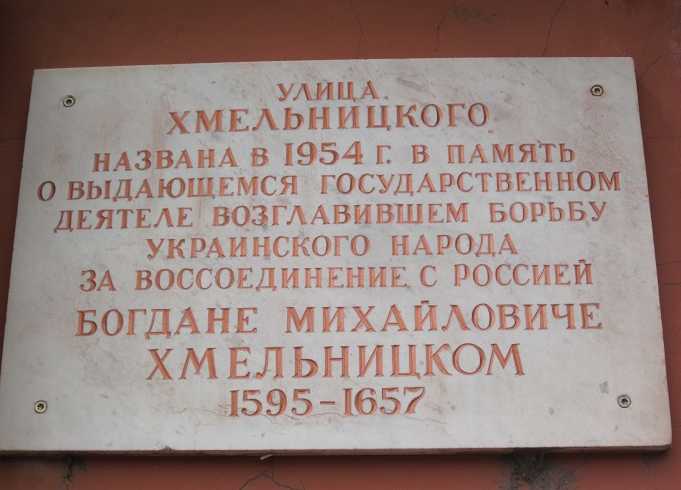 УЛИЦА
ХМЕЛЬНИЦКОГО
НАЗВАНА В 1954 Г. В ПАМЯТЬ
О ВЫДАЮЩЕМСЯ ГОСУДАРСТВЕННОМ
ДЕЯТЕЛЕ ВОЗГЛАВИВШЕМ БОРЬБУ
УКРАИНСКОГО НАРОДА
ЗА ВОССОЕДИНЕНИЕ С РОССИЕЙ
БОГДАНЕ МИХАЙЛОВИЧЕ
ХМЕЛЬНИЦКОМ
1595-1657